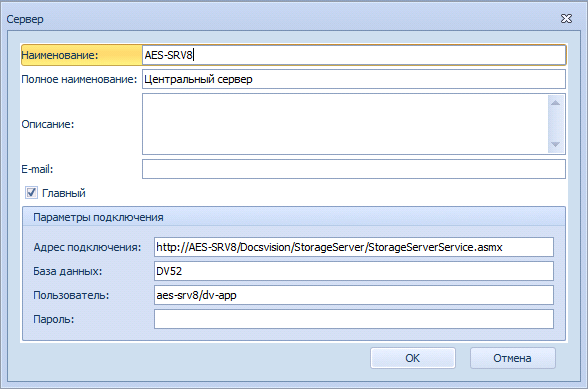 Сервер
Наименование: AES-SRV8
Полное наименование: Центральный сервер
Описание:
E-mail:
Главный
Параметры подключения
Адрес подключения: http://AES-SRV8/Docsvision/StorageServer/StorageServerService.asmx
База данных: DV52
Пользователь: aes-srv8/dv-app
Пароль:
OK Отмена